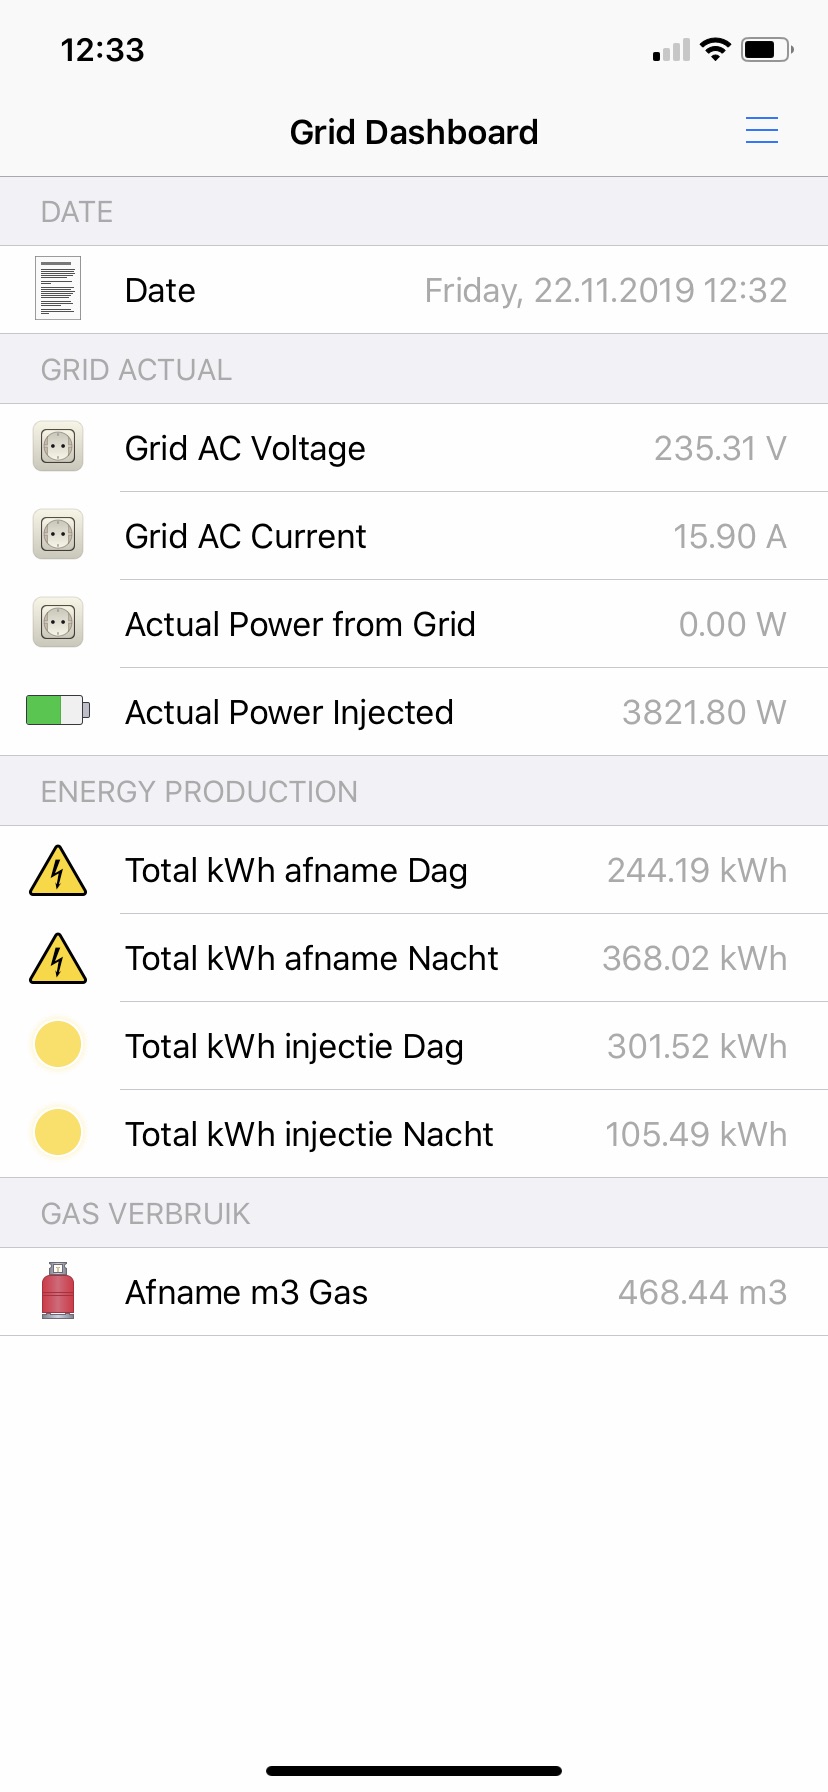 12:33
Grid Dashboard
DATE
Date Friday, 22.11.2019 12:32
GRID ACTUAL
Grid AC Voltage 235.31 V
Grid AC Current 15.90 A
Actual Power from Grid 0.00 W
Actual Power Injected 3821.80 W
ENERGY PRODUCTION
Total kWh afname Dag 244.19 kWh
Total kWh afname Nacht 368.02 kWh
Total kWh injectie Dag 301.52 kWh
Total kWh injectie Nacht 105.49 kWh
GAS VERBRUIK
Afname m3 Gas 468.44 m3